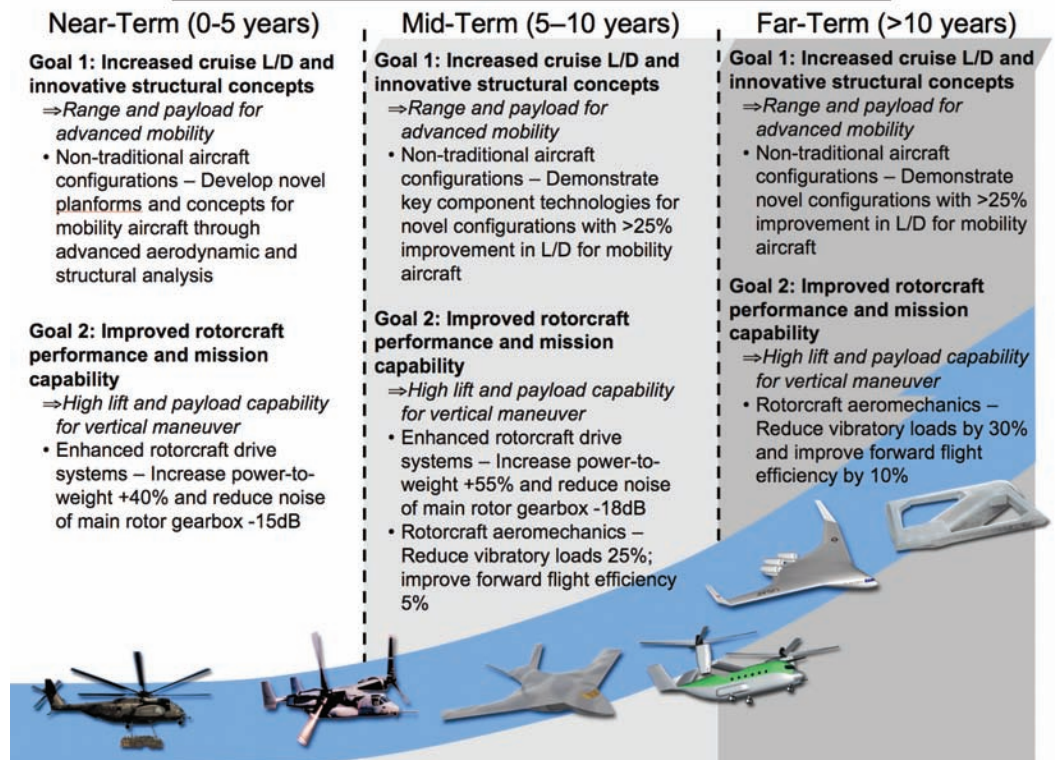 Near-Term (0-5 years)
Goal 1: Increased cruise L/D and
innovative structural concepts
⇒Range and payload for
advanced mobility
• Non-traditional aircraft
configurations – Develop novel
planforms and concepts for
mobility aircraft through
advanced aerodynamic and
structural analysis
Goal 2: Improved rotorcraft
performance and mission
capability
⇒High lift and payload capability
for vertical maneuver
• Enhanced rotorcraft drive
systems – Increase power-to-
weight +40% and reduce noise
of main rotor gearbox -15dB
Mid-Term (5–10 years)
Goal 1: Increased cruise L/D and
innovative structural concepts
⇒Range and payload for
advanced mobility
• Non-traditional aircraft
configurations – Demonstrate
key component technologies for
novel configurations with >25%
improvement in L/D for mobility
aircraft
Goal 2: Improved rotorcraft
performance and mission
capability
⇒High lift and payload capability
for vertical maneuver
• Enhanced rotorcraft drive
systems – Increase power-to-
weight +55% and reduce noise
of main rotor gearbox -18dB
• Rotorcraft aeromechanics –
Reduce vibratory loads 25%;
improve forward flight efficiency
5%
Far-Term (>10 years)
Goal 1: Increased cruise L/D and
innovative structural concepts
⇒Range and payload for
advanced mobility
• Non-traditional aircraft
configurations – Demonstrate
novel configurations with >25%
improvement in L/D for mobility
aircraft
Goal 2: Improved rotorcraft
performance and mission
capability
⇒High lift and payload capability
for vertical maneuver
• Rotorcraft aeromechanics –
Reduce vibratory loads by 30%
and improve forward flight
efficiency by 10%